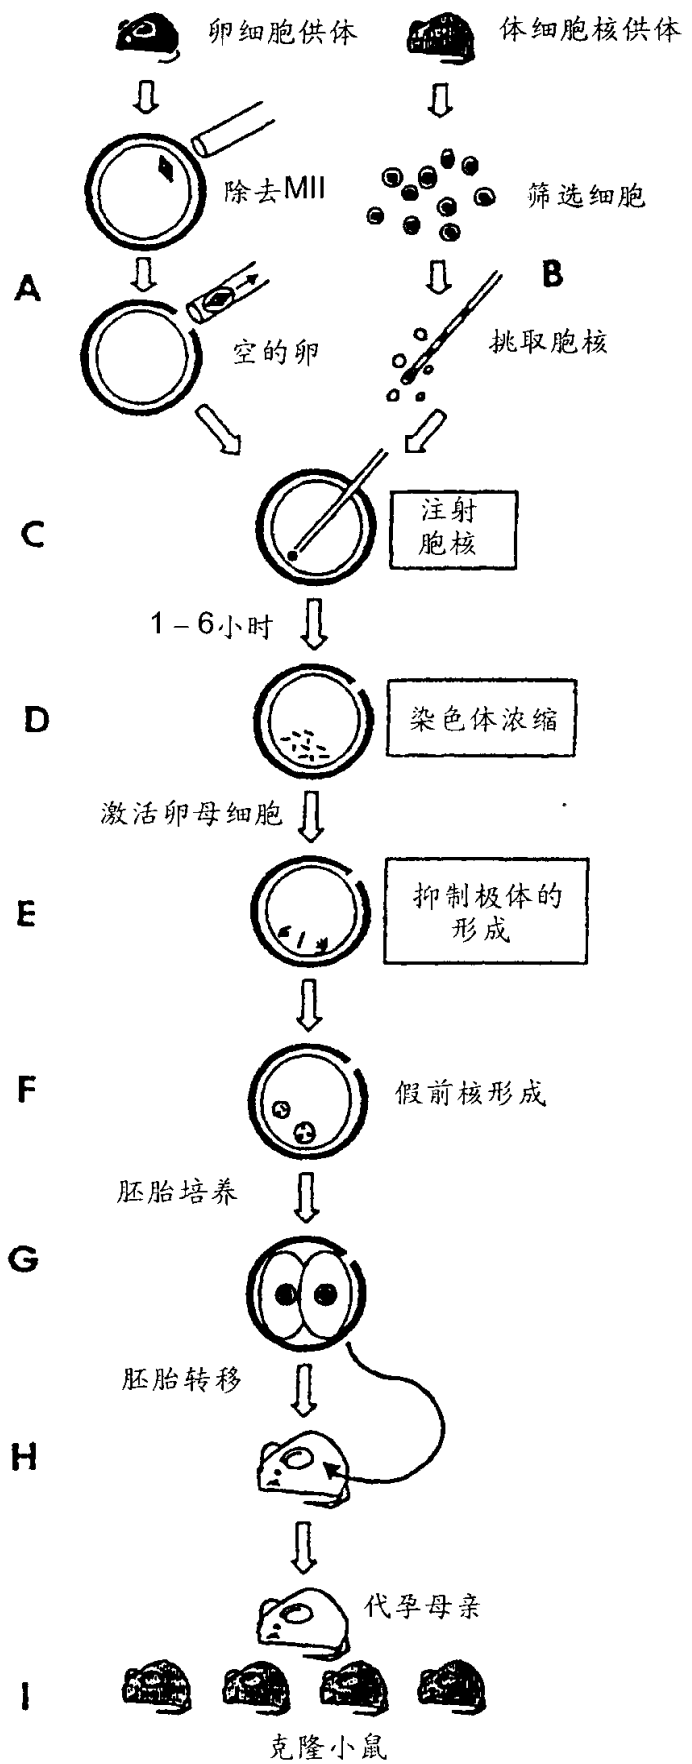 卵细胞供体
体细胞核供体
除去MII
筛选细胞
A
B
空的卵
挑取胞核
C
注射
胞核
1－6小时
D
染色体浓缩
激活卵母细胞
E
抑制极体的
形成
F
假前核形成
胚胎培养
G
胚胎转移
H
代孕母亲
I
克隆小鼠